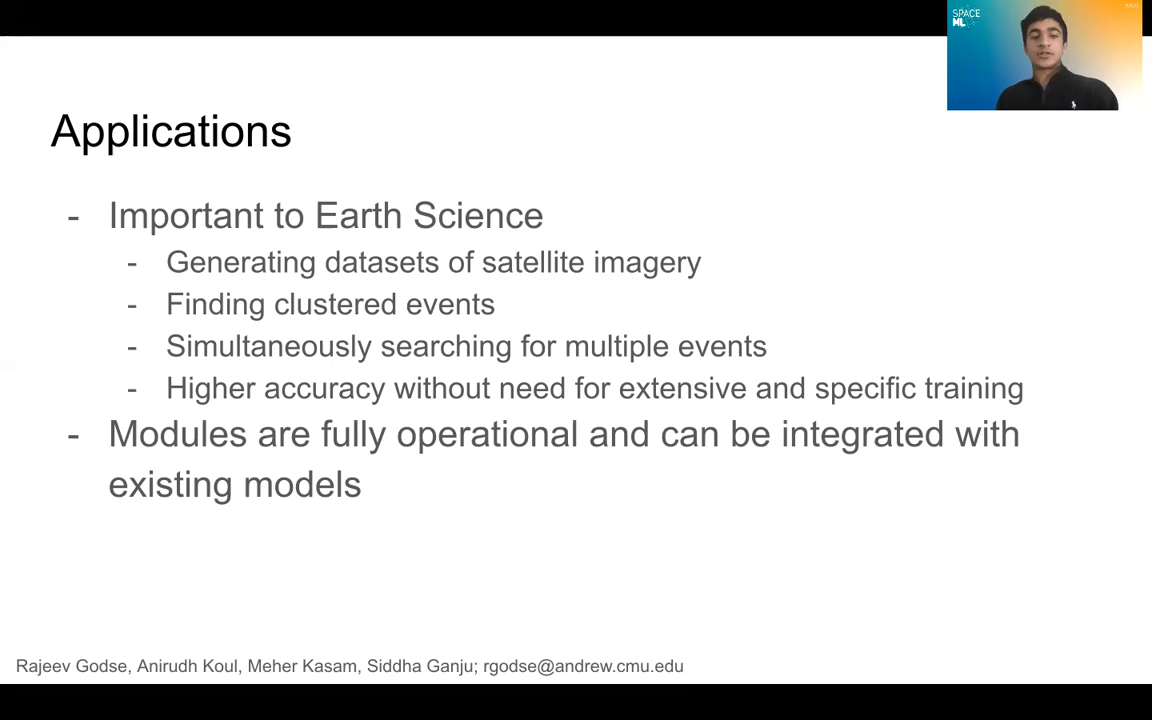 SPACE
ML
Applications
- Important to Earth Science
- Generating datasets of satellite imagery
- Finding clustered events
- Simultaneously searching for multiple events
- Higher accuracy without need for extensive and specific training
- Modules are fully operational and can be integrated with
existing models
Rajeev Godse, Anirudh Koul, Meher Kasam, Siddha Ganju; rgodse@andrew.cmu.edu